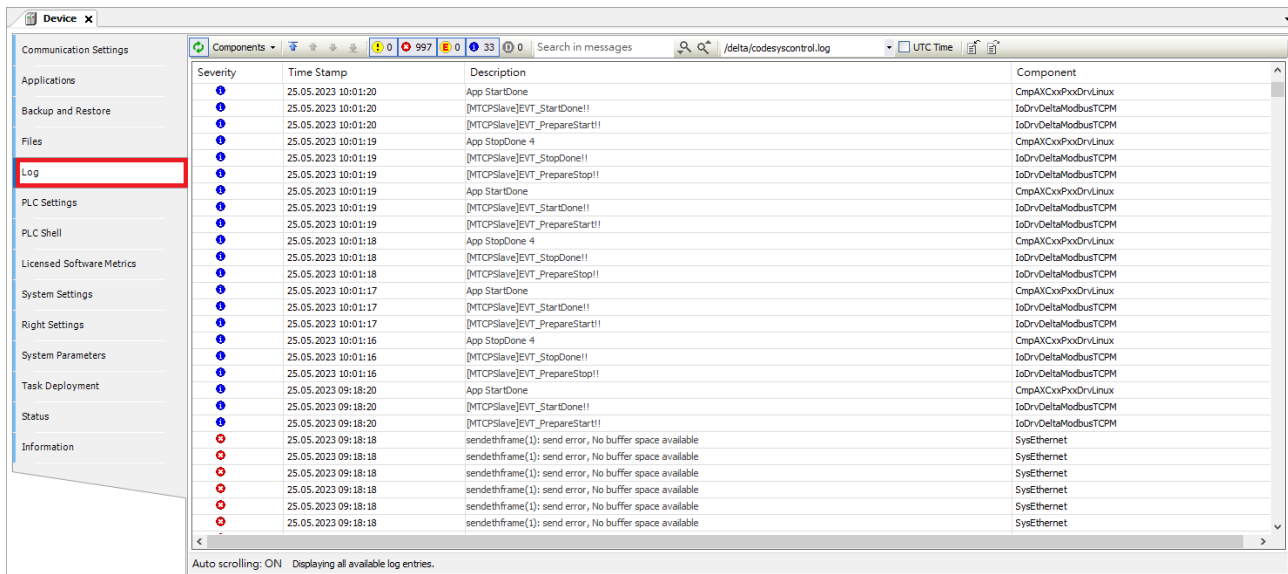 Device X
Communication Settings
Applications
Backup and Restore
Files
Log
PLC Settings
PLC Shell
Licensed Software Metrics
System Settings
Right Settings
System Parameters
Task Deployment
Status
Information
Components 0 997 E 0 33 D 0 Search in messages /delta/codesyscontrol.log UTC Time
Severity Time Stamp Description Component
25.05.2023 10:01:20 App StartDone CmpAXCxxPxxDrvLinux
25.05.2023 10:01:20 [MTCPSlave]EVT_StartDone!! IoDrvDeltaModbusTCPM
25.05.2023 10:01:20 [MTCPSlave]EVT_PrepareStart!! IoDrvDeltaModbusTCPM
25.05.2023 10:01:19 App StopDone 4 CmpAXCxxPxxDrvLinux
25.05.2023 10:01:19 [MTCPSlave]EVT_StopDone!! IoDrvDeltaModbusTCPM
25.05.2023 10:01:19 [MTCPSlave]EVT_PrepareStop!! IoDrvDeltaModbusTCPM
25.05.2023 10:01:19 App StartDone CmpAXCxxPxxDrvLinux
25.05.2023 10:01:19 [MTCPSlave]EVT_StartDone!! IoDrvDeltaModbusTCPM
25.05.2023 10:01:19 [MTCPSlave]EVT_PrepareStart!! IoDrvDeltaModbusTCPM
25.05.2023 10:01:18 App StopDone 4 CmpAXCxxPxxDrvLinux
25.05.2023 10:01:18 [MTCPSlave]EVT_StopDone!! IoDrvDeltaModbusTCPM
25.05.2023 10:01:18 [MTCPSlave]EVT_PrepareStop!! IoDrvDeltaModbusTCPM
25.05.2023 10:01:17 App StartDone CmpAXCxxPxxDrvLinux
25.05.2023 10:01:17 [MTCPSlave]EVT_StartDone!! IoDrvDeltaModbusTCPM
25.05.2023 10:01:17 [MTCPSlave]EVT_PrepareStart!! IoDrvDeltaModbusTCPM
25.05.2023 10:01:16 App StopDone 4 CmpAXCxxPxxDrvLinux
25.05.2023 10:01:16 [MTCPSlave]EVT_StopDone!! IoDrvDeltaModbusTCPM
25.05.2023 10:01:16 [MTCPSlave]EVT_PrepareStop!! IoDrvDeltaModbusTCPM
25.05.2023 09:18:20 App StartDone CmpAXCxxPxxDrvLinux
25.05.2023 09:18:20 [MTCPSlave]EVT_StartDone!! IoDrvDeltaModbusTCPM
25.05.2023 09:18:20 [MTCPSlave]EVT_PrepareStart!! IoDrvDeltaModbusTCPM
25.05.2023 09:18:18 sendethframe(1): send error, No buffer space available SysEthernet
25.05.2023 09:18:18 sendethframe(1): send error, No buffer space available SysEthernet
25.05.2023 09:18:18 sendethframe(1): send error, No buffer space available SysEthernet
25.05.2023 09:18:18 sendethframe(1): send error, No buffer space available SysEthernet
25.05.2023 09:18:18 sendethframe(1): send error, No buffer space available SysEthernet
25.05.2023 09:18:18 sendethframe(1): send error, No buffer space available SysEthernet
Auto scrolling: ON Displaying all available log entries.